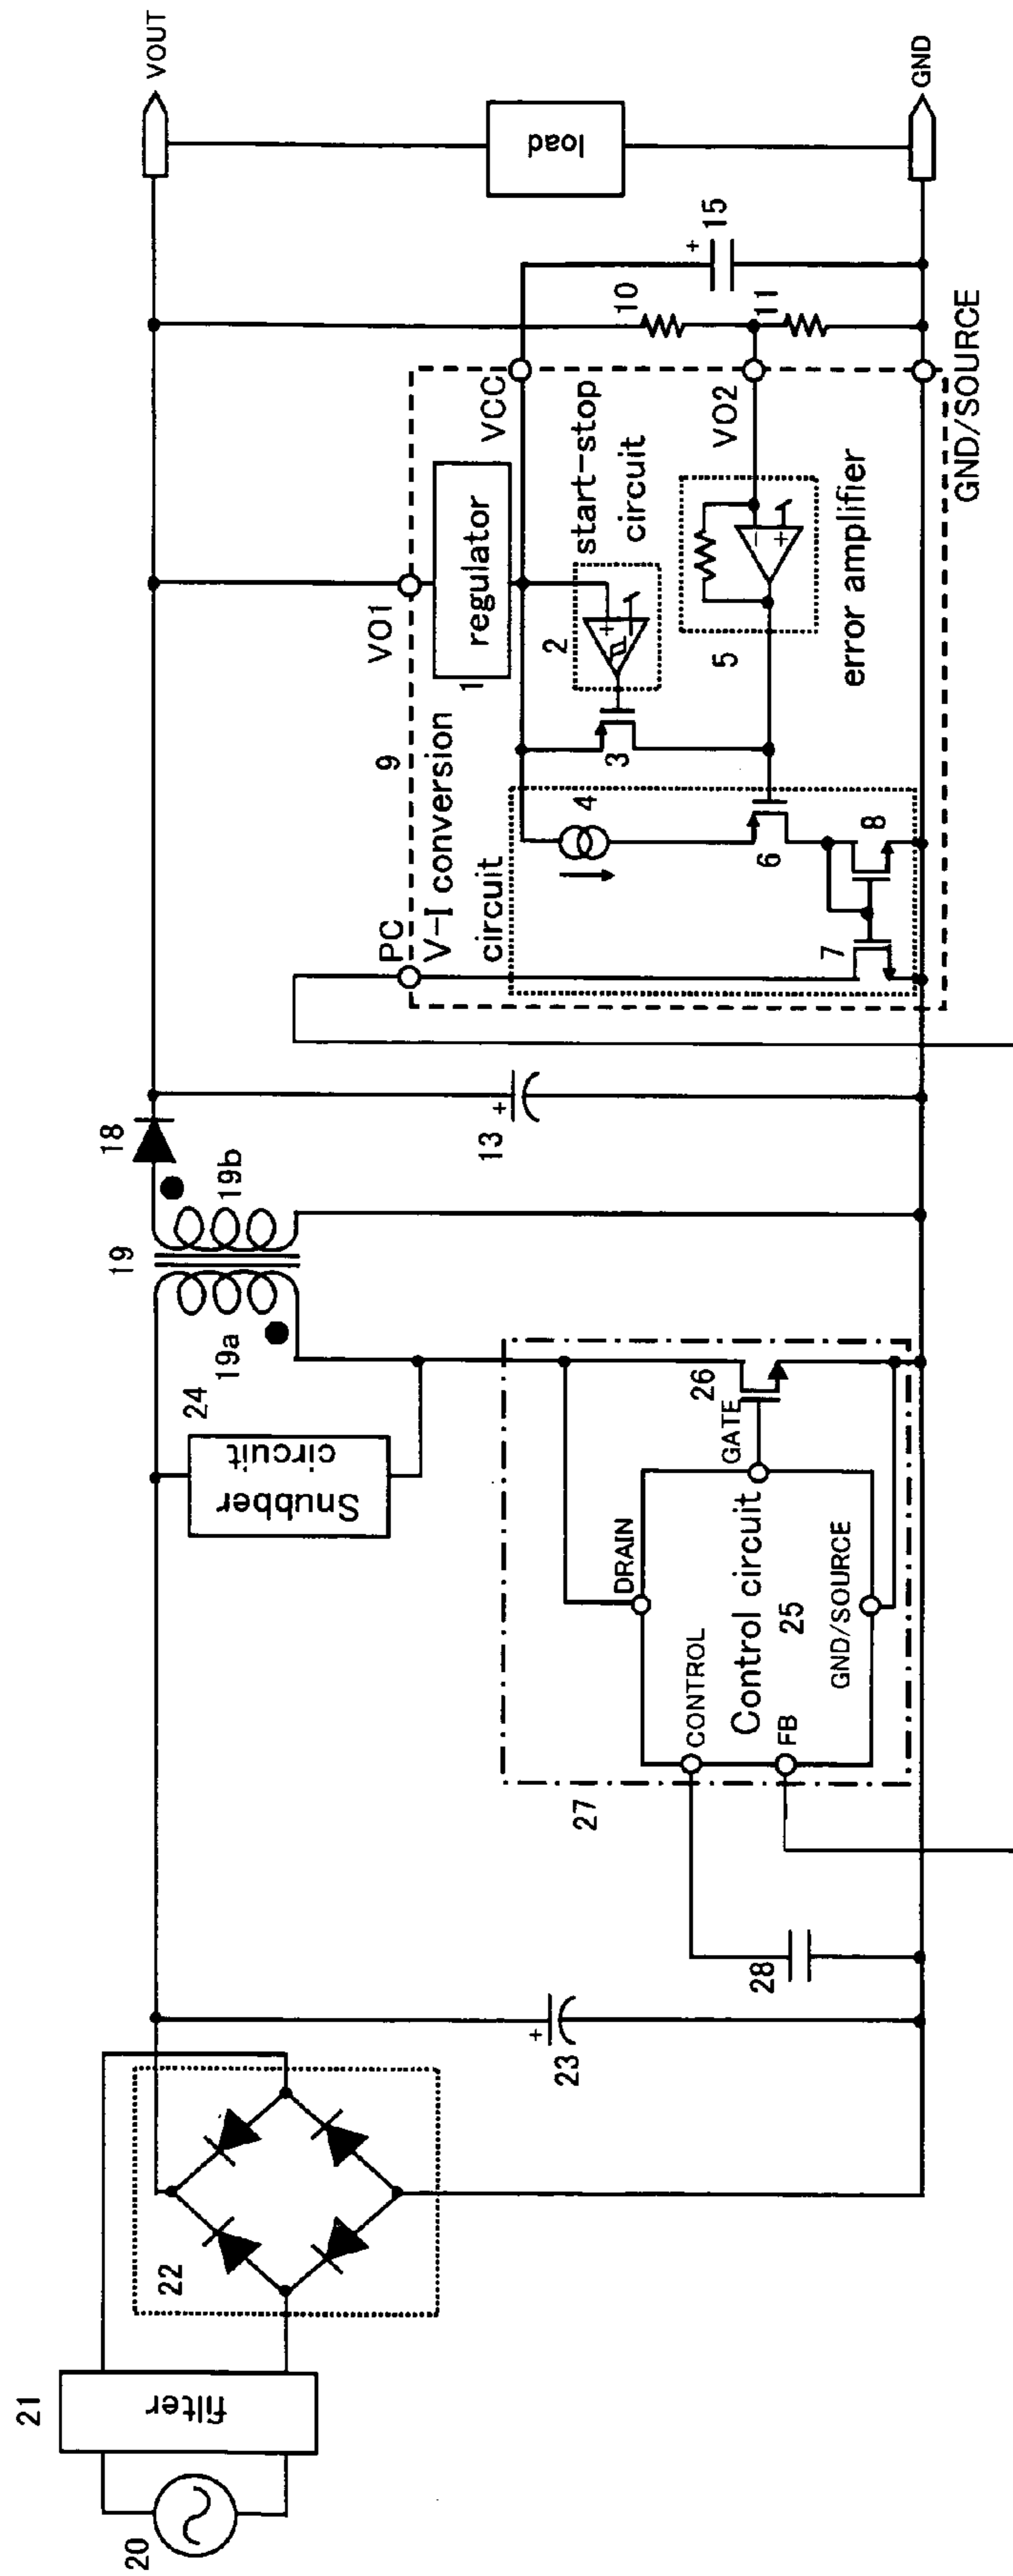 20
21
filter
22
23
28
27
CONTROL
FB
DRAIN
Control circuit
25
GND/SOURCE
GATE
26
24
Snubber
circuit
19
19a
19b
18
13
+
+
PC
9
V-I conversion
circuit
VO1
1
regulator
VCC
2
start-stop
circuit
+
3
4
5
error amplifier
-
+
6
7
8
VO2
GND/SOURCE
10
11
15
+
load
VOUT
GND